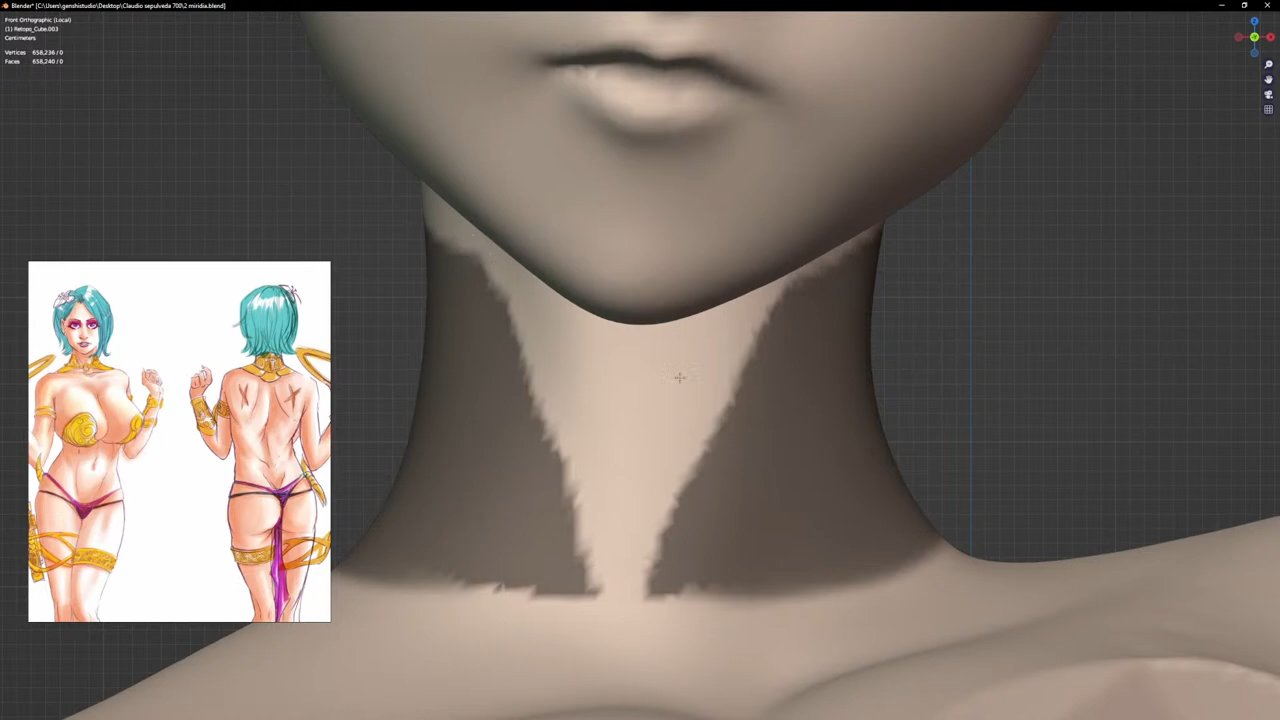 Blender* [C:\Users\genshistudio\Desktop\Claudio sepulveda 700\2 miridia.blend]
Front Orthographic (Local)
(1) Retopo_Cube.003
Centimeters
Vertices 658,236 / 0
Faces 658,240 / 0